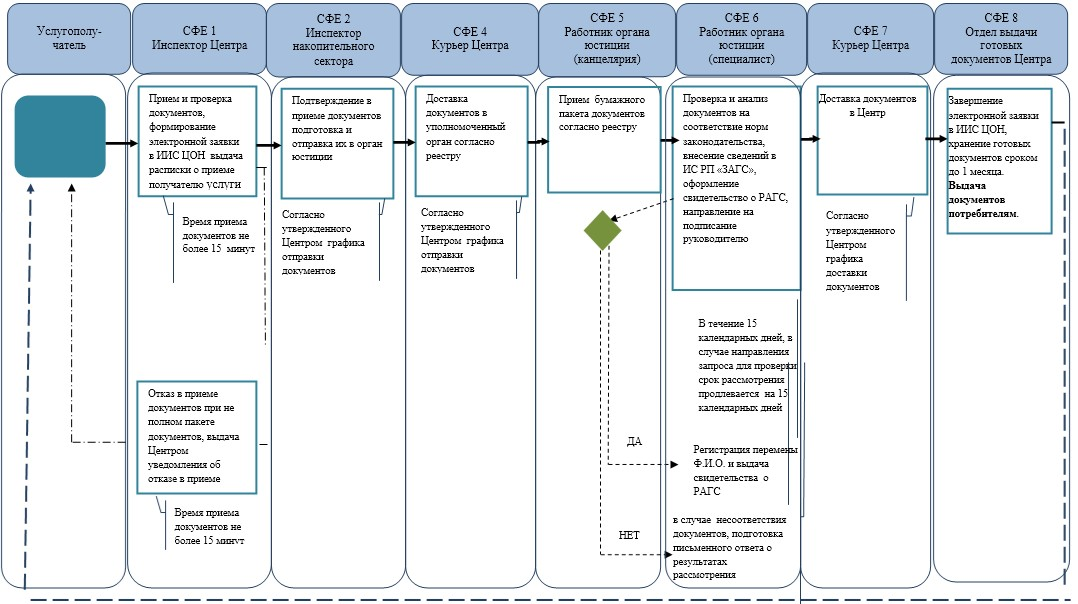 Услугополу-
чатель
СФЕ 1
Инспектор Центра
СФЕ 2
Инспектор
накопительного
сектора
СФЕ 4
Курьер Центра
СФЕ 5
Работник органа
юстиции
(канцелярия)
СФЕ 6
Работник органа
юстиции
(специалист)
СФЕ 7
Курьер Центра
СФЕ 8
Отдел выдачи
готовых
документов Центра
Прием и проверка
документов,
формирование
электронной заявки
в ИИС ЦОН выдача
расписки о приеме
получателю услуги
Время приема
документов не
более 15 минут
Отказ в приеме
документов при не
полном пакете
документов, выдача
Центром
уведомления об
отказе в приеме
Время приема
документов не
более 15 минут
Подтверждение в
приеме документов
подготовка и
отправка их в орган
юстиции
Согласно
утвержденного
Центром графика
отправки
документов
Доставка
документов в
уполномоченный
орган согласно
реестру
Согласно
утвержденного
Центром графика
отправки
документов
Прием бумажного
пакета документов
согласно реестру
ДА
НЕТ
Проверка и анализ
документов на
соответствие норм
законодательства,
внесение сведений в
ИС РП «ЗАГС»,
оформление
свидетельство о РАГС,
направление на
подписание
руководителю
В течение 15
календарных дней, в
случае направления
запроса для проверки
срок рассмотрения
продлевается на 15
календарных дней
Регистрация перемены
Ф.И.О. и выдача
свидетельства о
РАГС
в случае несоответствия
документов, подготовка
письменного ответа о
результатах
рассмотрения
Доставка документов
в Центр
Согласно
утвержденного
Центром
графика
доставки
документов
Завершение
электронной заявки
в ИИС ЦОН,
хранение готовых
документов сроком
до 1 месяца.
Выдача
документов
потребителям.